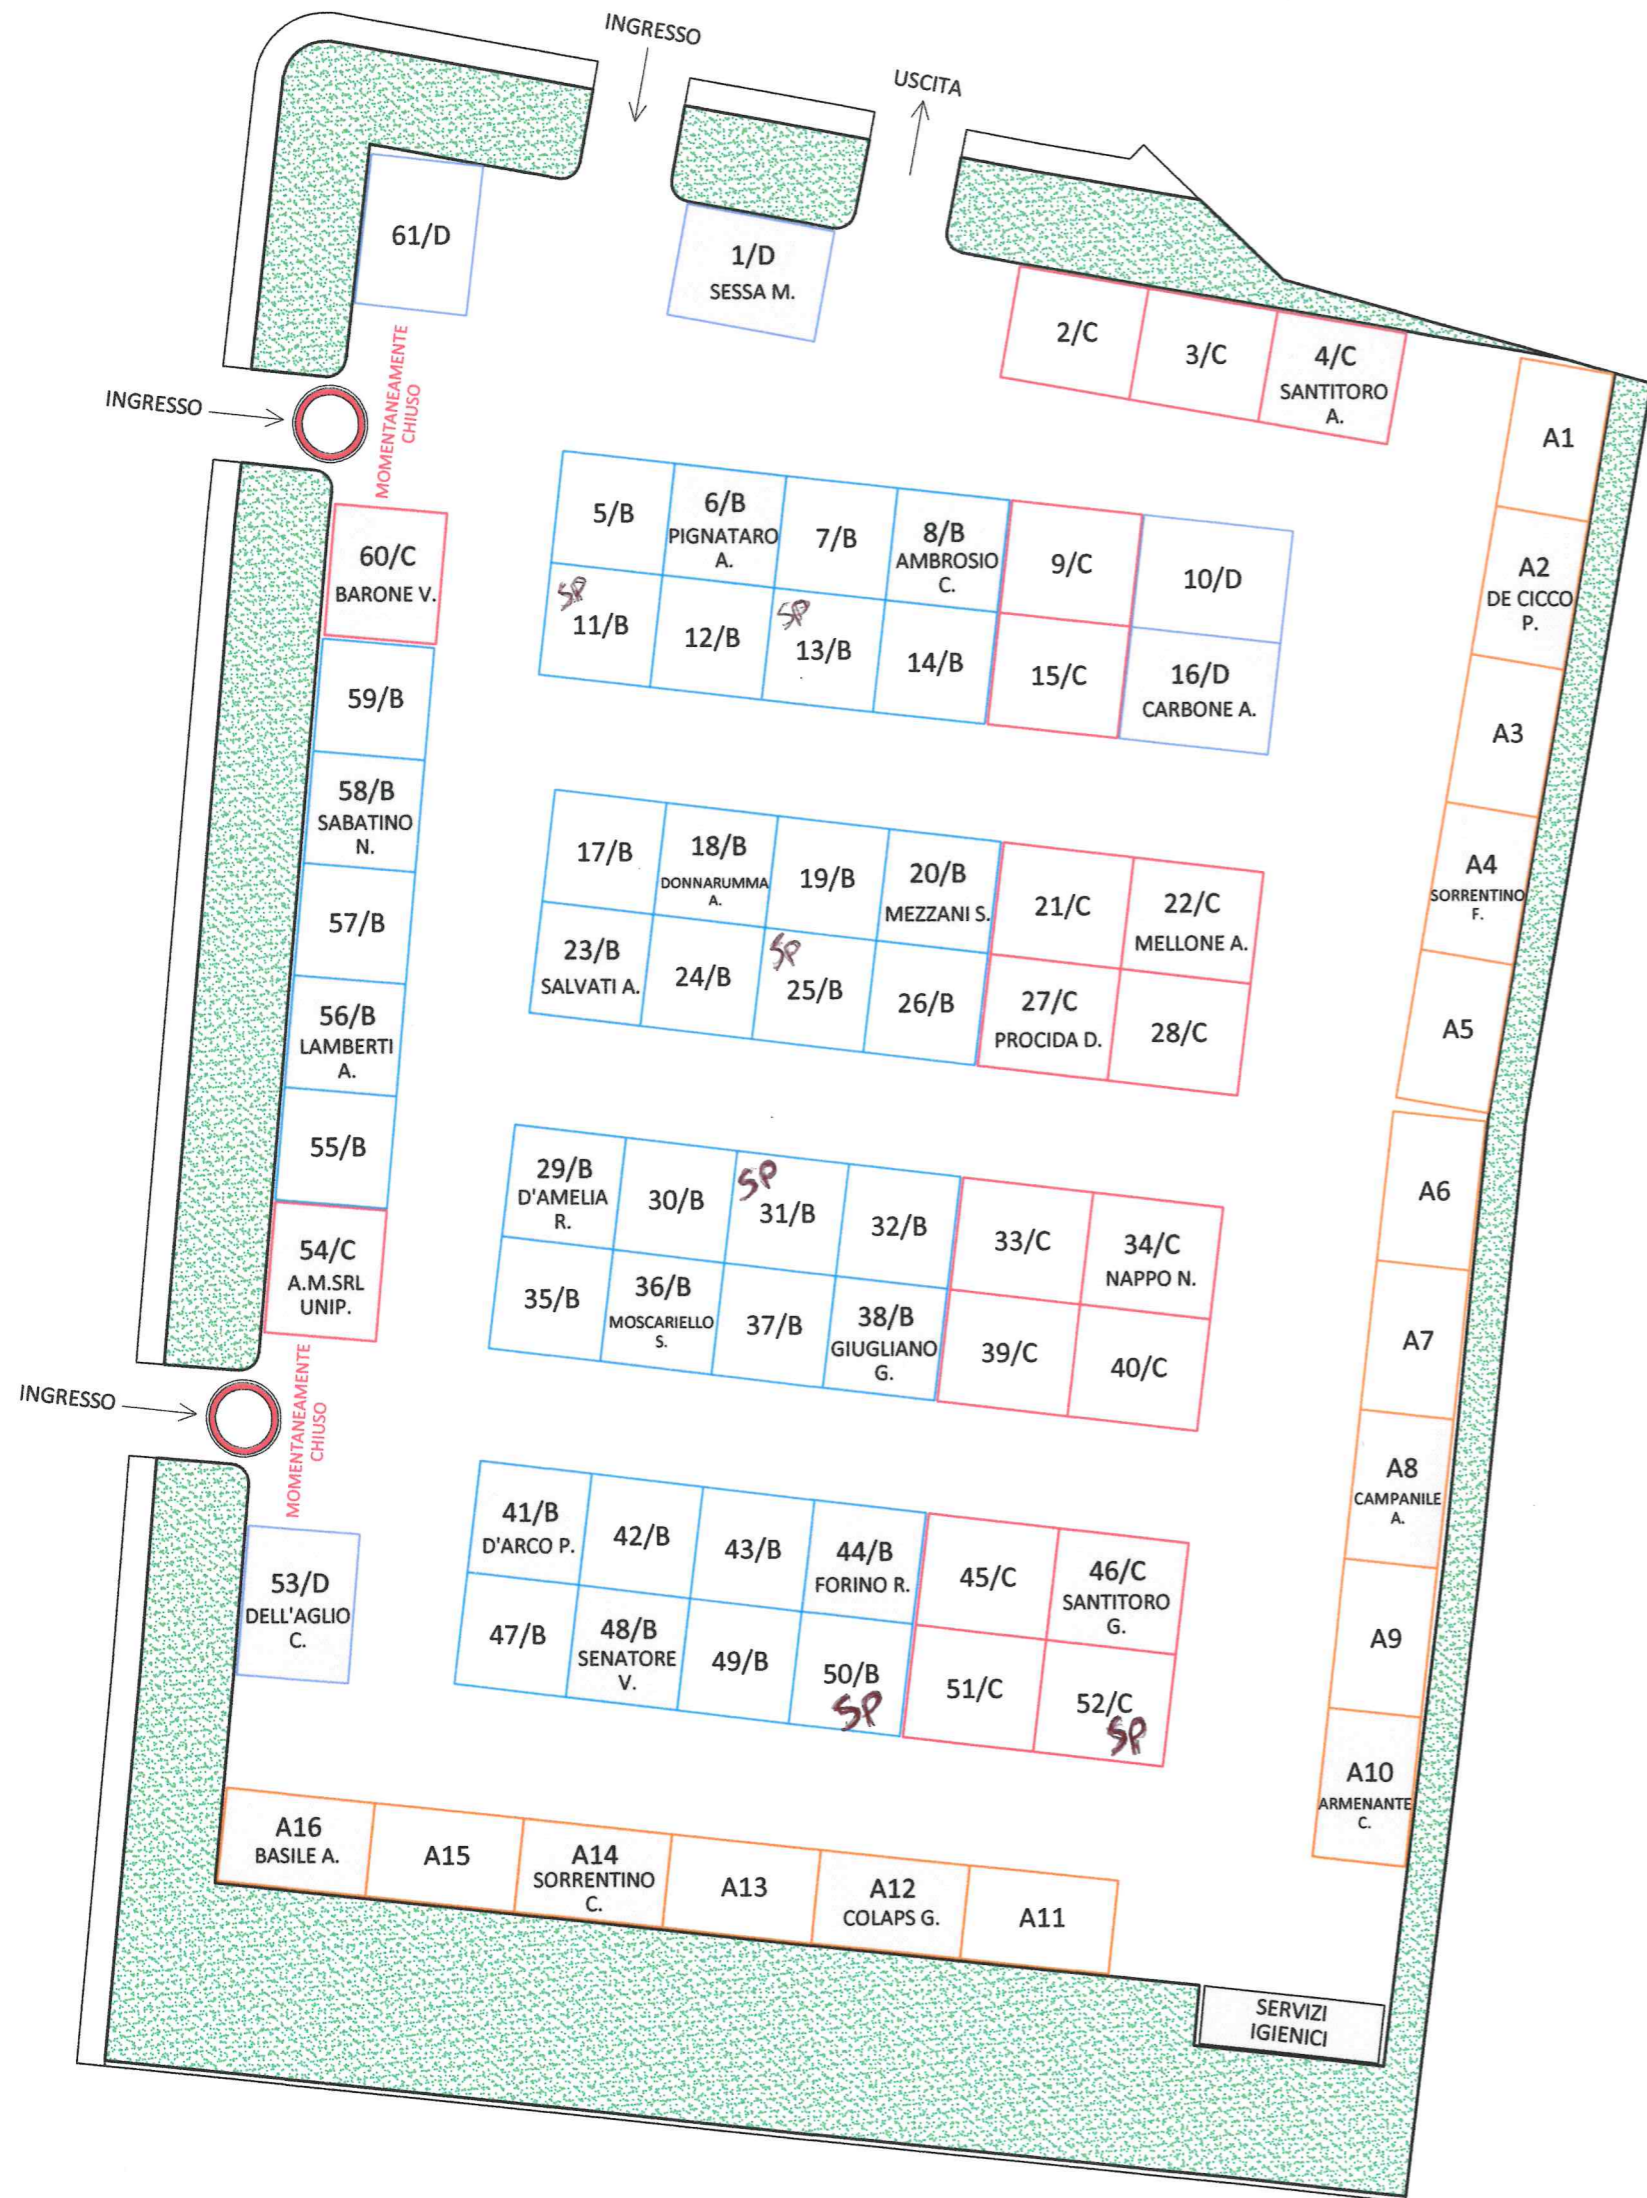 INGRESSO
USCITA
61/D
1/D
SESSA M.
2/C
3/C
4/C
SANTITORO
A.
INGRESSO
MOMENTANEAMENTE
CHIUSO
A1
A2
DE CICCO
P.
A3
A4
SORRENTINO
F.
A5
A6
A7
A8
CAMPANILE
A.
A9
A10
ARMENANTE
C.
5/B
6/B
PIGNATARO
A.
7/B
8/B
AMBROSIO
C.
9/C
10/D
SP
11/B
12/B
SP
13/B
14/B
15/C
16/D
CARBONE A.
60/C
BARONE V.
59/B
58/B
SABATINO
N.
57/B
56/B
LAMBERTI
A.
55/B
54/C
A.M.SRL
UNIP.
17/B
18/B
DONNARUMMA
A.
19/B
20/B
MEZZANI S.
21/C
22/C
MELLONE A.
23/B
SALVATI A.
24/B
SP
25/B
26/B
27/C
PROCIDA D.
28/C
29/B
D'AMELIA
R.
30/B
SP
31/B
32/B
33/C
34/C
NAPPO N.
35/B
36/B
MOSCARIELLO
S.
37/B
38/B
GIUGLIANO
G.
39/C
40/C
INGRESSO
MOMENTANEAMENTE
CHIUSO
53/D
DELL'AGLIO
C.
41/B
D'ARCO P.
42/B
43/B
44/B
FORINO R.
45/C
46/C
SANTITORO
G.
47/B
48/B
SENATORE
V.
49/B
50/B
SP
51/C
52/C
SP
A16
BASILE A.
A15
A14
SORRENTINO
C.
A13
A12
COLAPS G.
A11
SERVIZI
IGIENICI